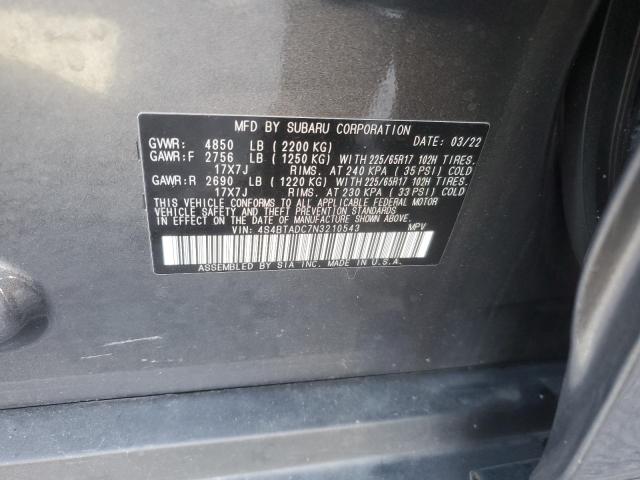 MFD BY SUBARU CORPORATION DATE: 03/22
GVWR: 4850 LB (2200 KG)
GAWR:F 2756 LB (1250 KG) WITH 225/65R17 102H TIRES.
17X7J RIMS. AT 240 KPA (35 PSI) COLD
GAWR:R 2690 LB (1220 KG) WITH 225/65R17 102H TIRES.
17X7J RIMS. AT 230 KPA (33 PSI) COLD
THIS VEHICLE CONFORMS TO ALL APPLICABLE FEDERAL MOTOR
VEHICLE SAFETY AND THEFT PREVENTION STANDARDS
IN EFFECT ON THE DATE OF MANUFACTURE SHOWN ABOVE.
VIN: 4S4BTADC7N3210543 MPV
ASSEMBLED BY SIA INC. IN U.S.A.